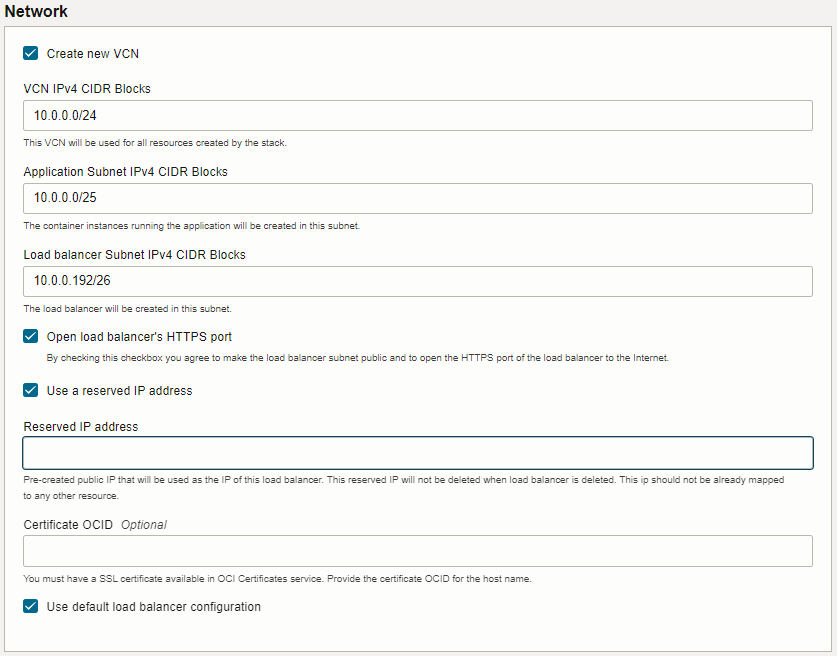 Network
Create new VCN
VCN IPv4 CIDR Blocks
10.0.0.0/24
This VCN will be used for all resources created by the stack.
Application Subnet IPv4 CIDR Blocks
10.0.0.0/25
The container instances running the application will be created in this subnet.
Load balancer Subnet IPv4 CIDR Blocks
10.0.0.192/26
The load balancer will be created in this subnet.
Open load balancer's HTTPS port
By checking this checkbox you agree to make the load balancer subnet public and to open the HTTPS port of the load balancer to the Internet.
Use a reserved IP address
Reserved IP address
Pre-created public IP that will be used as the IP of this load balancer. This reserved IP will not be deleted when load balancer is deleted. This ip should not be already mapped
to any other resource.
Certificate OCID Optional
You must have a SSL certificate available in OCI Certificates service. Provide the certificate OCID for the host name.
Use default load balancer configuration